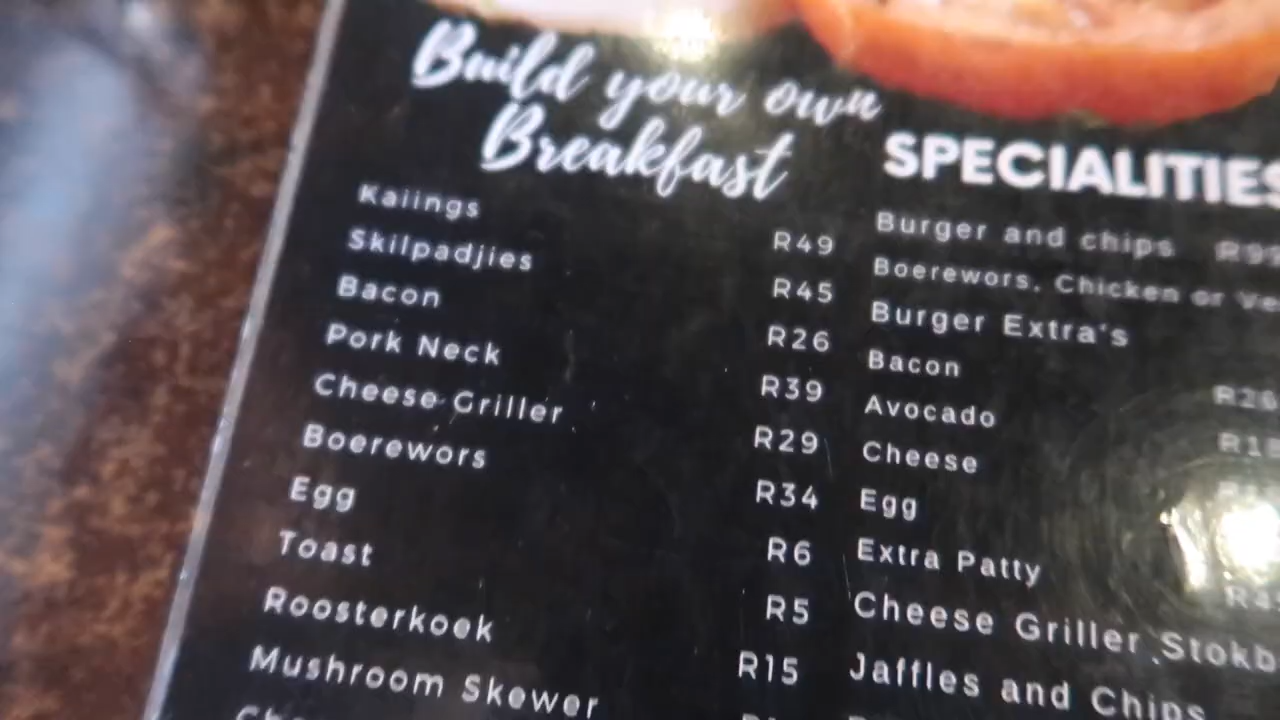 Build your own
Breakfast
Kaiings R49
Skilpadjies R45
Bacon R26
Pork Neck R39
Cheese Griller R29
Boerewors R34
Egg R6
Toast R5
Roosterkoek R15
Mushroom Skewer
SPECIALITIES
Burger and chips
Boerewors, Chicken or
Burger Extra's
Bacon
Avocado
Cheese
Egg
Extra Patty
Cheese Griller
Jaffles and Chips